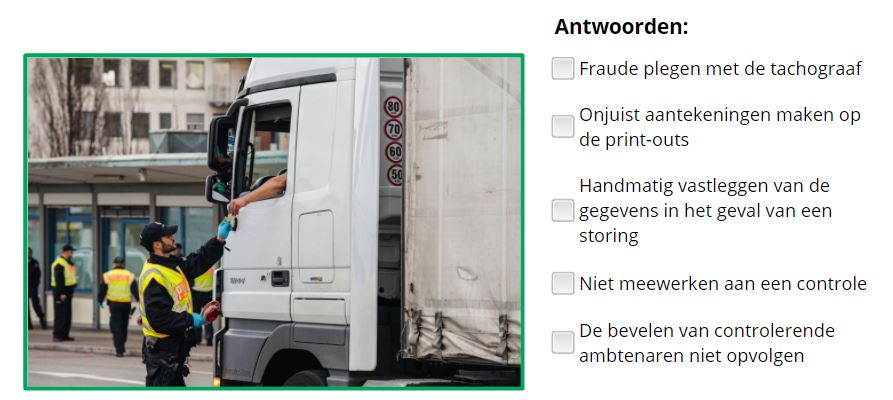 Antwoorden:
Fraude plegen met de tachograaf
Onjuist aantekeningen maken op
de print-outs
Handmatig vastleggen van de
gegevens in het geval van een
storing
Niet meewerken aan een controle
De bevelen van controlerende
ambtenaren niet opvolgen
80
70
60
50